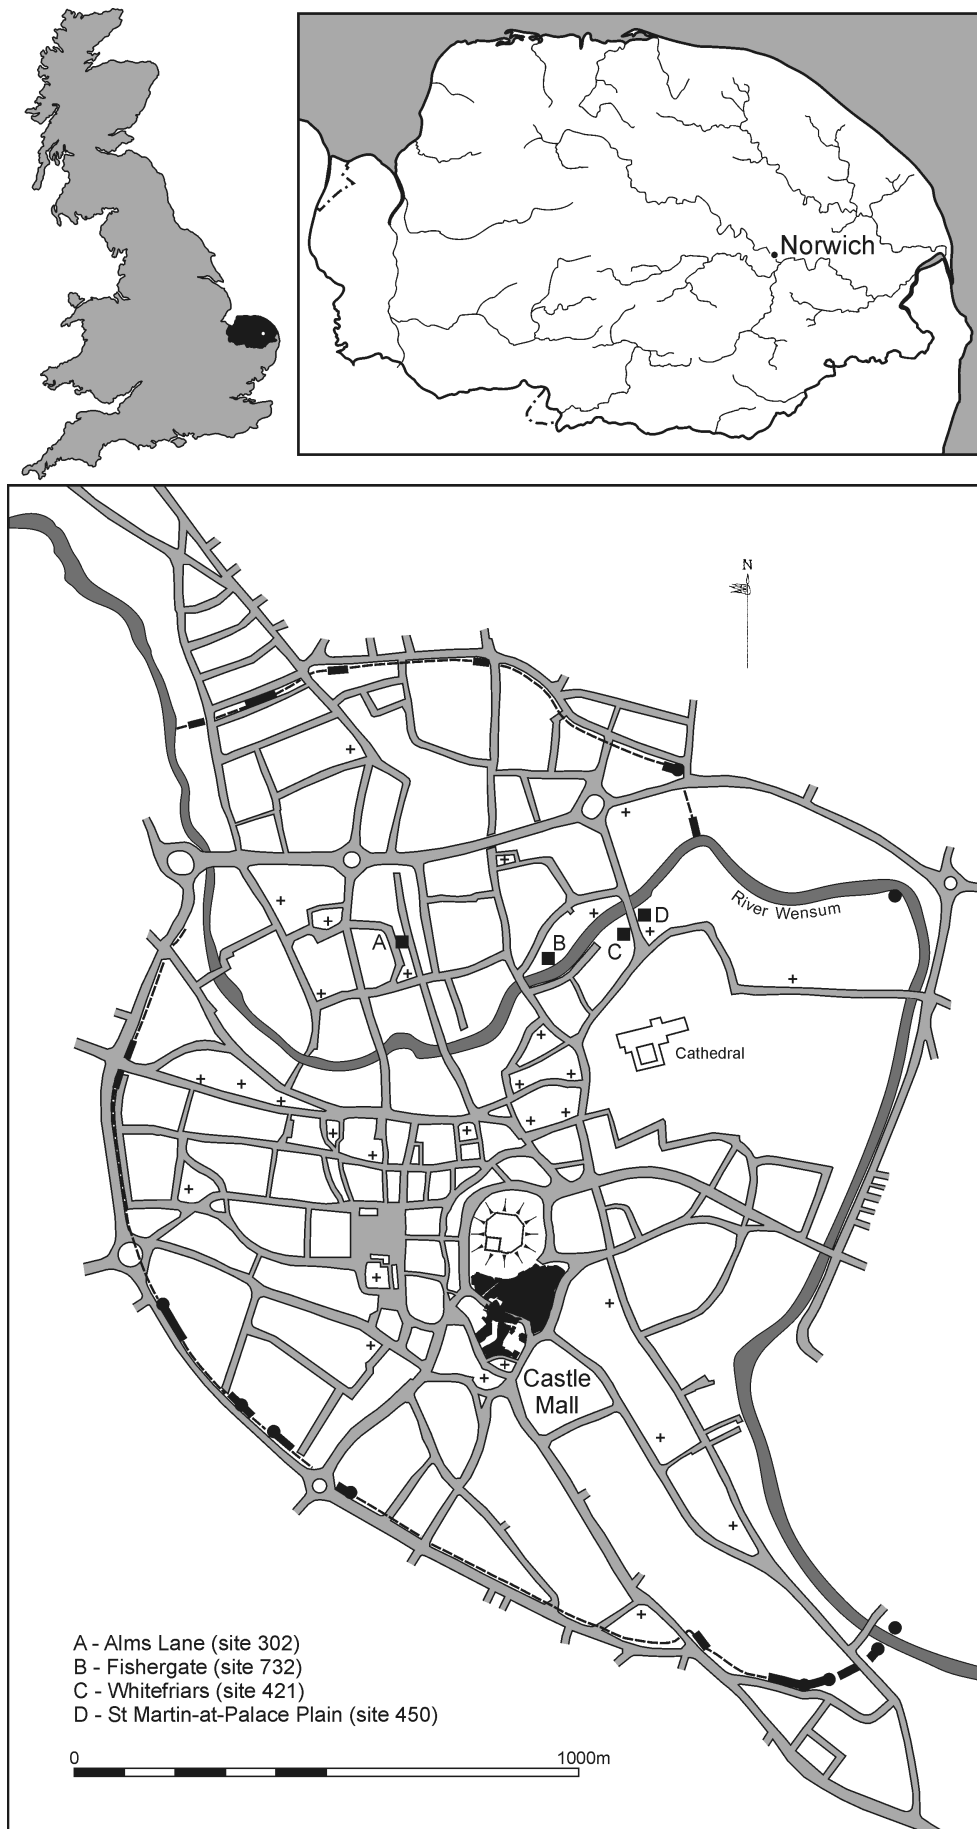 Norwich
N
River Wensum
A
B
C
D
Cathedral
Castle
Mall
A - Alms Lane (site 302)
B - Fishergate (site 732)
C - Whitefriars (site 421)
D - St Martin-at-Palace Plain (site 450)
0 1000m